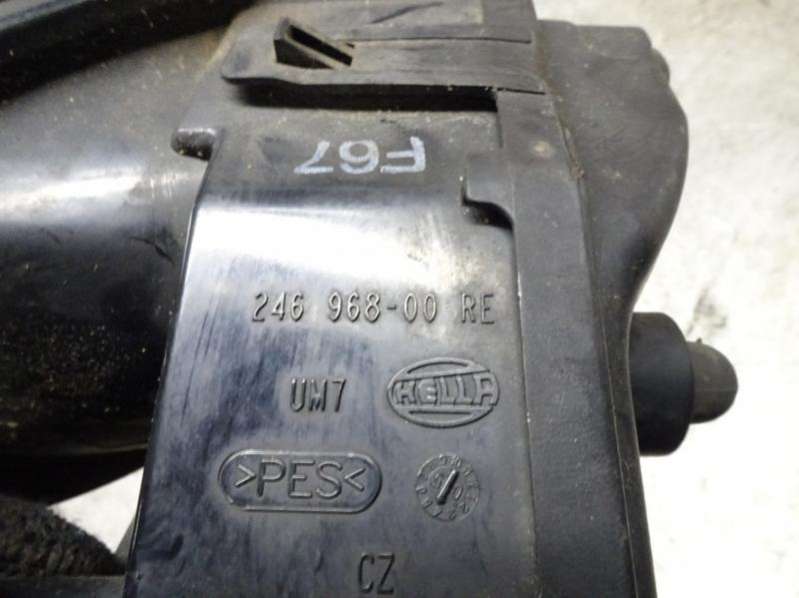 F67
246 968-00 RE
UM7 HELLA
>PES<
CZ